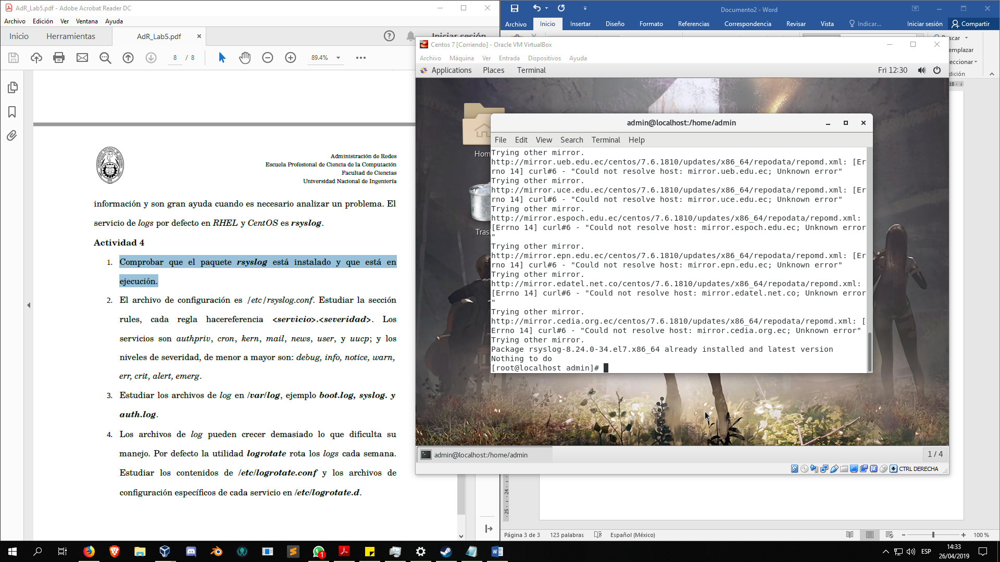 AdR_Lab5.pdf - Adobe Acrobat Reader DC
Archivo Edición Ver Ventana Ayuda
Inicio Herramientas AdR_Lab5.pdf
8 / 8 89.4%
Administración de Redes
Escuela Profesional de Ciencia de la Computación
Facultad de Ciencias
Universidad Nacional de Ingeniería
información y son gran ayuda cuando es necesario analizar un problema. El
servicio de logs por defecto en RHEL y CentOS es rsyslog.
Actividad 4
1. Comprobar que el paquete rsyslog está instalado y que está en
ejecución.
2. El archivo de configuración es /etc/rsyslog.conf. Estudiar la sección
rules, cada regla hacereferencia <servicio>.<severidad>. Los
servicios son authpriv, cron, kern, mail, news, user, y uucp; y los
niveles de severidad, de menor a mayor son: debug, info, notice, warn,
err, crit, alert, emerg.
3. Estudiar los archivos de log en /var/log, ejemplo boot.log, syslog. y
auth.log.
4. Los archivos de log pueden crecer demasiado lo que dificulta su
manejo. Por defecto la utilidad logrotate rota los logs cada semana.
Estudiar los contenidos de /etc/logrotate.conf y los archivos de
configuración específicos de cada servicio en /etc/logrotate.d.
Documento2 - Word
Archivo Inicio Insertar Diseño Formato Referencias Correspondencia Revisar Vista Indicar... Iniciar sesión Compartir
Centos 7 [Corriendo] - Oracle VM VirtualBox
Archivo Máquina Ver Entrada Dispositivos Ayuda
Applications Places Terminal Fri 12:30
admin@localhost:/home/admin
File Edit View Search Terminal Help
Trying other mirror.
http://mirror.ueb.edu.ec/centos/7.6.1810/updates/x86_64/repodata/repomd.xml: [Er
rno 14] curl#6 - "Could not resolve host: mirror.ueb.edu.ec; Unknown error"
Trying other mirror.
http://mirror.uce.edu.ec/centos/7.6.1810/updates/x86_64/repodata/repomd.xml: [Er
rno 14] curl#6 - "Could not resolve host: mirror.uce.edu.ec; Unknown error"
Trying other mirror.
http://mirror.espoch.edu.ec/centos/7.6.1810/updates/x86_64/repodata/repomd.xml:
[Errno 14] curl#6 - "Could not resolve host: mirror.espoch.edu.ec; Unknown error
"
Trying other mirror.
http://mirror.epn.edu.ec/centos/7.6.1810/updates/x86_64/repodata/repomd.xml: [Er
rno 14] curl#6 - "Could not resolve host: mirror.epn.edu.ec; Unknown error"
Trying other mirror.
http://mirror.edatel.net.co/centos/7.6.1810/updates/x86_64/repodata/repomd.xml:
[Errno 14] curl#6 - "Could not resolve host: mirror.edatel.net.co; Unknown error
"
Trying other mirror.
http://mirror.cedia.org.ec/centos/7.6.1810/updates/x86_64/repodata/repomd.xml: [
Errno 14] curl#6 - "Could not resolve host: mirror.cedia.org.ec; Unknown error"
Trying other mirror.
Package rsyslog-8.24.0-34.el7.x86_64 already installed and latest version
Nothing to do
[root@localhost admin]#
admin@localhost:/home/admin 1 / 4
CTRL DERECHA
18
24
25
Página 3 de 3 123 palabras Español (México) 100 %
ESP 14:33
26/04/2019